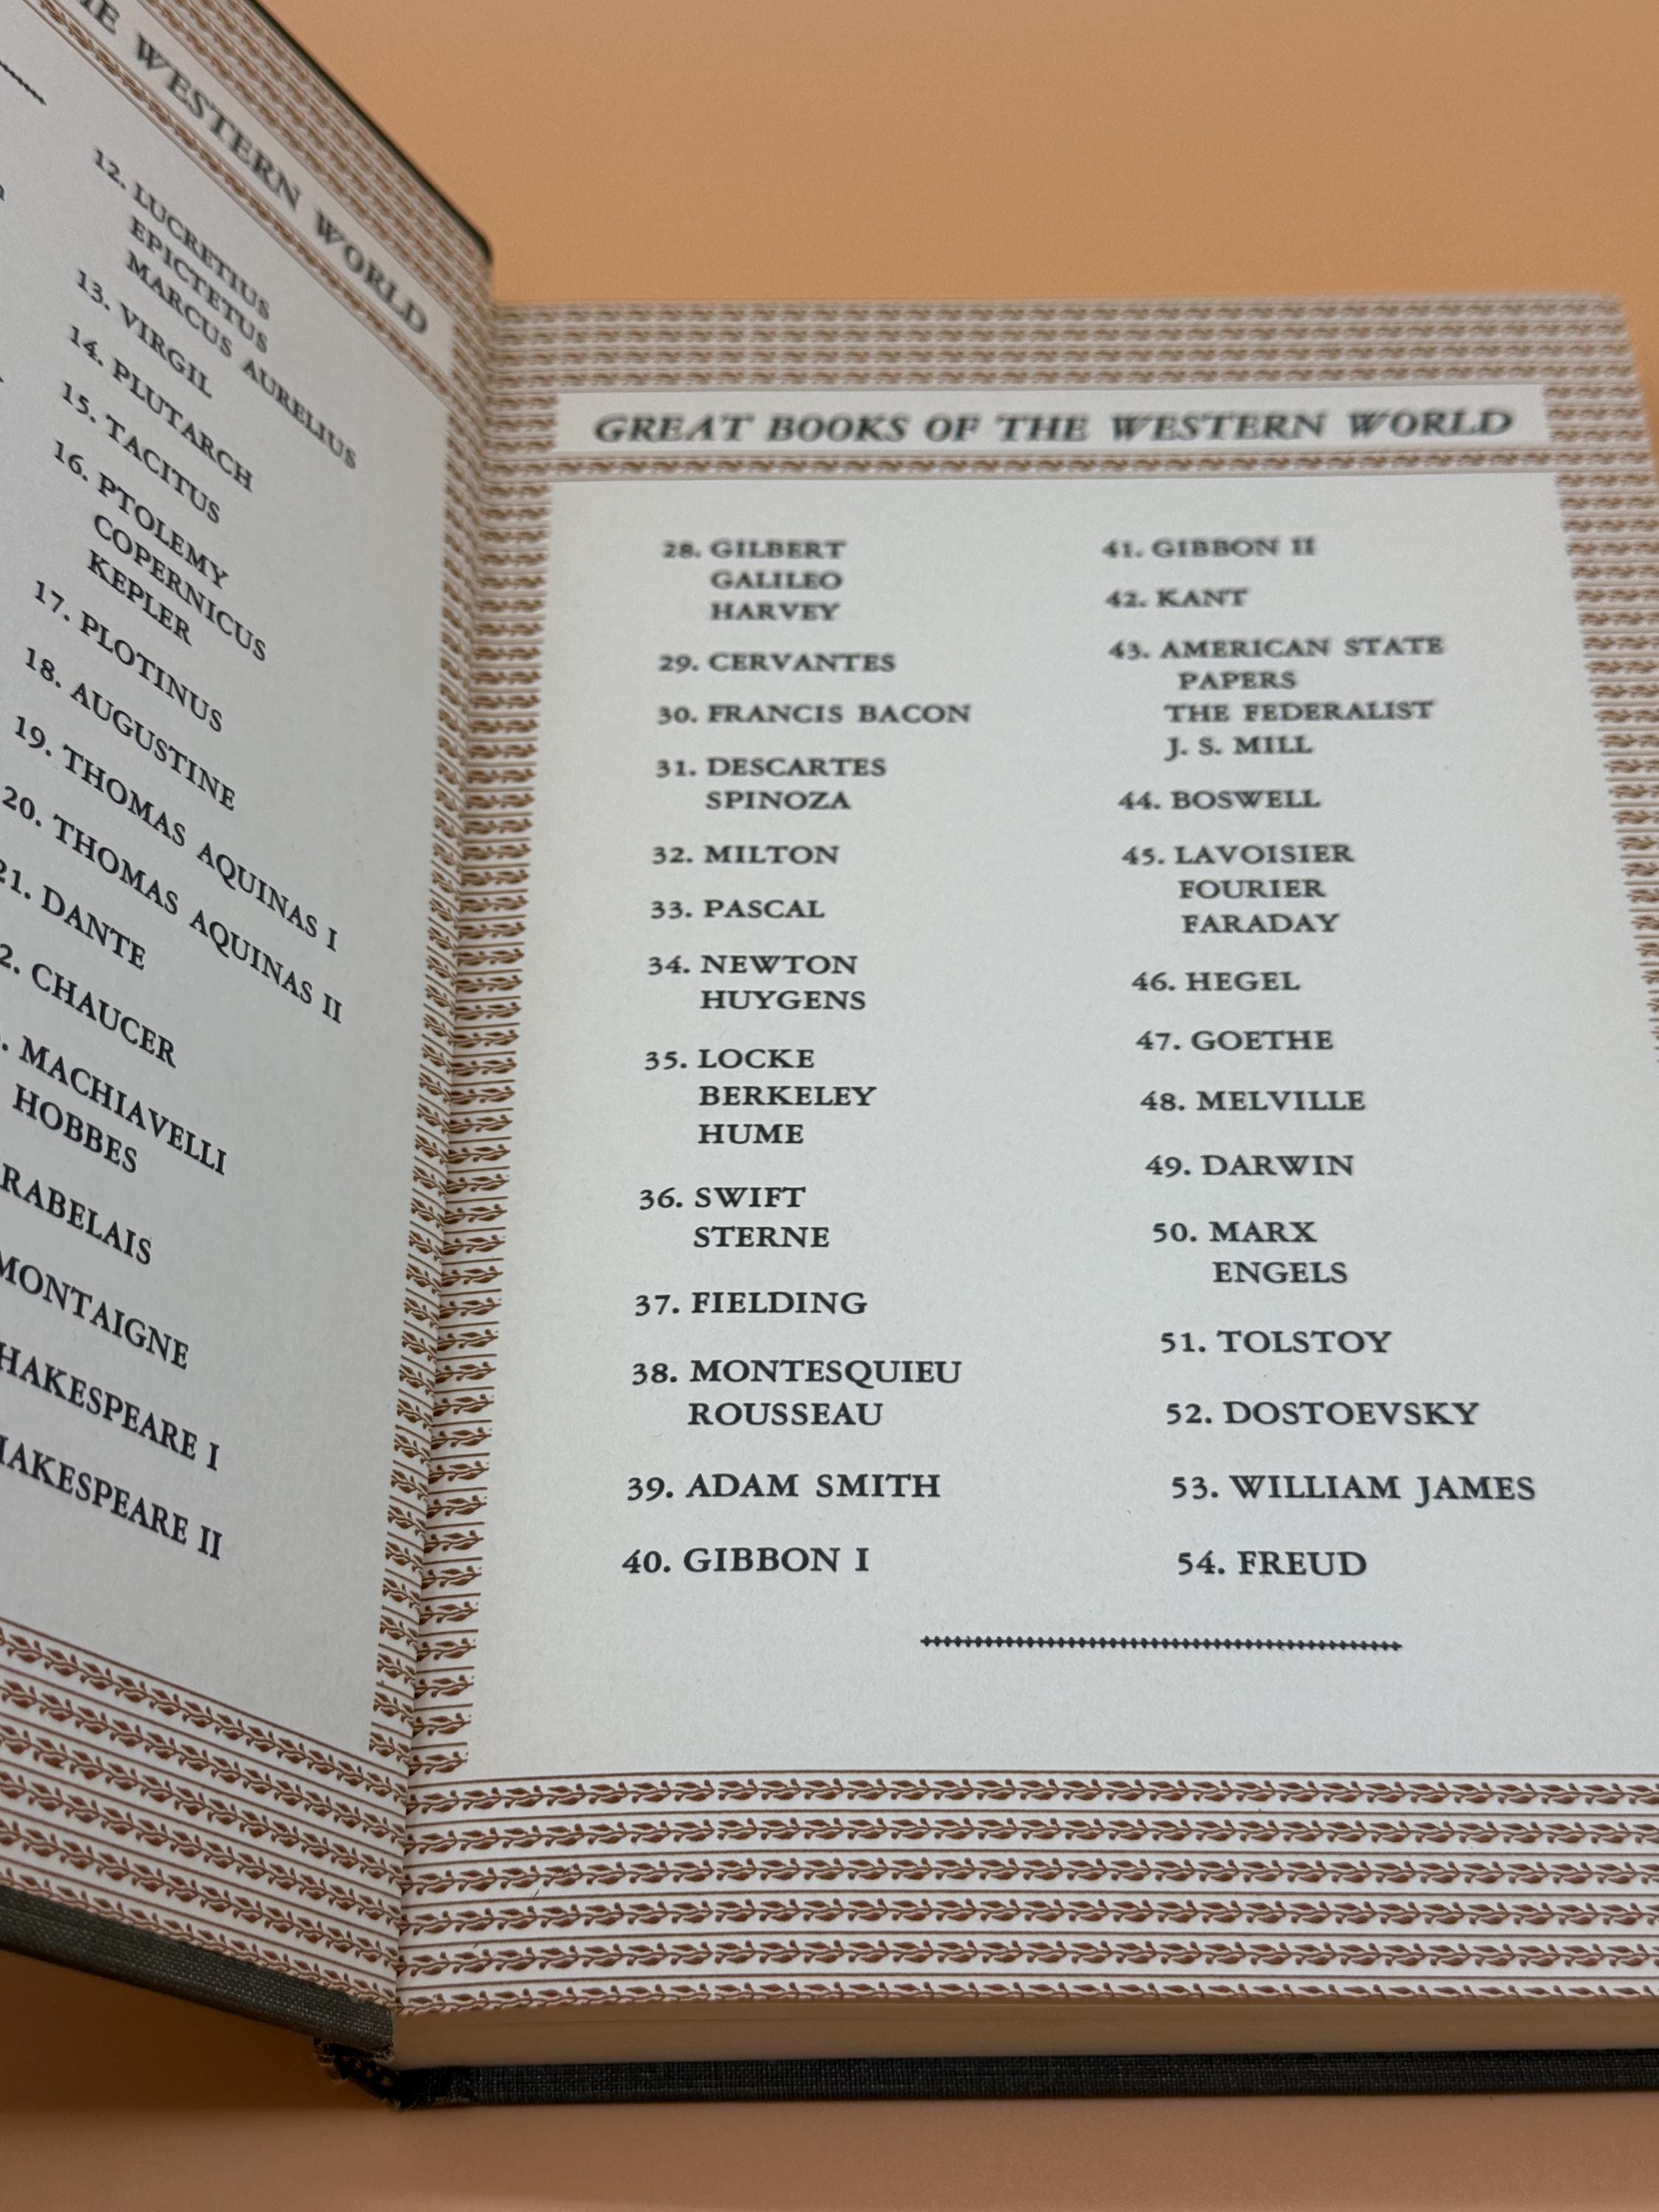 THE WESTERN WORLD
12. LUCRETIUS
EPICTETUS
MARCUS AURELIUS
13. VIRGIL
14. PLUTARCH
15. TACITUS
16. PTOLEMY
COPERNICUS
KEPLER
17. PLOTINUS
18. AUGUSTINE
19. THOMAS AQUINAS I
20. THOMAS AQUINAS II
21. DANTE
2. CHAUCER
. MACHIAVELLI
HOBBES
RABELAIS
MONTAIGNE
HAKESPEARE I
HAKESPEARE II
GREAT BOOKS OF THE WESTERN WORLD
28. GILBERT
GALILEO
HARVEY
29. CERVANTES
30. FRANCIS BACON
31. DESCARTES
SPINOZA
32. MILTON
33. PASCAL
34. NEWTON
HUYGENS
35. LOCKE
BERKELEY
HUME
36. SWIFT
STERNE
37. FIELDING
38. MONTESQUIEU
ROUSSEAU
39. ADAM SMITH
40. GIBBON I
41. GIBBON II
42. KANT
43. AMERICAN STATE
PAPERS
THE FEDERALIST
J. S. MILL
44. BOSWELL
45. LAVOISIER
FOURIER
FARADAY
46. HEGEL
47. GOETHE
48. MELVILLE
49. DARWIN
50. MARX
ENGELS
51. TOLSTOY
52. DOSTOEVSKY
53. WILLIAM JAMES
54. FREUD